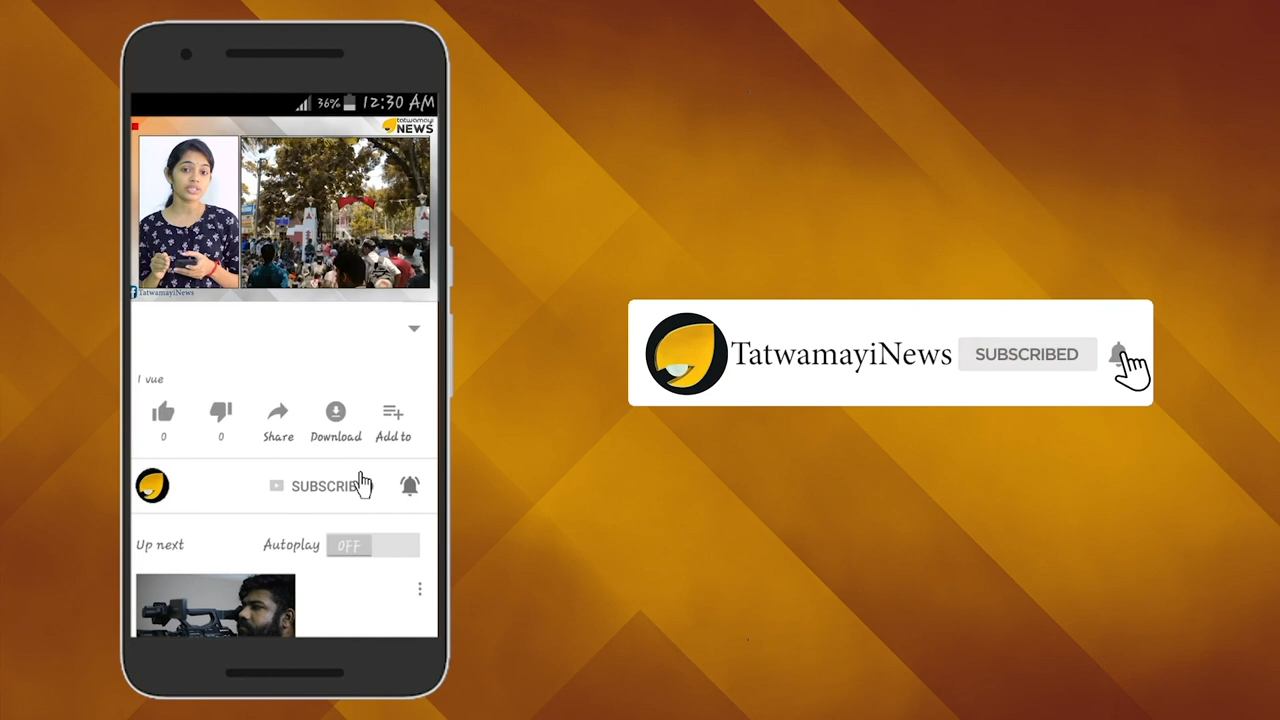 36% 12:30 AM
tatwamayi
NEWS
TatwamayiNews
1 vue
0 0 Share Download Add to
SUBSCRIBE
Up next Autoplay OFF
TatwamayiNews SUBSCRIBED